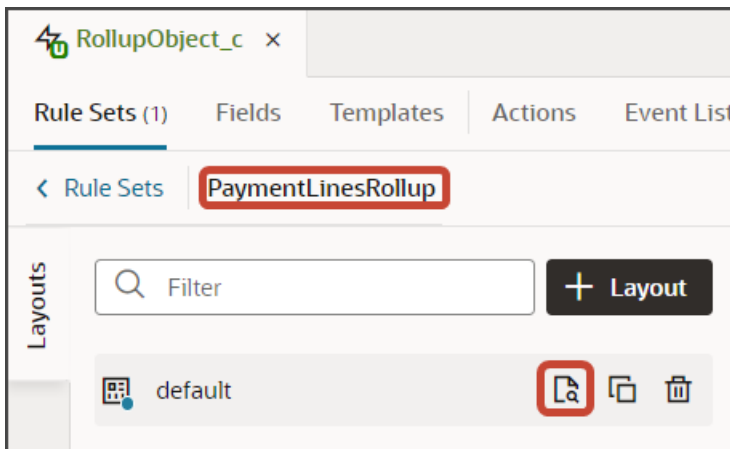 RollupObject_c ×
Rule Sets (1) Fields Templates Actions Event List
Rule Sets PaymentLinesRollup
Layouts
Filter + Layout
default